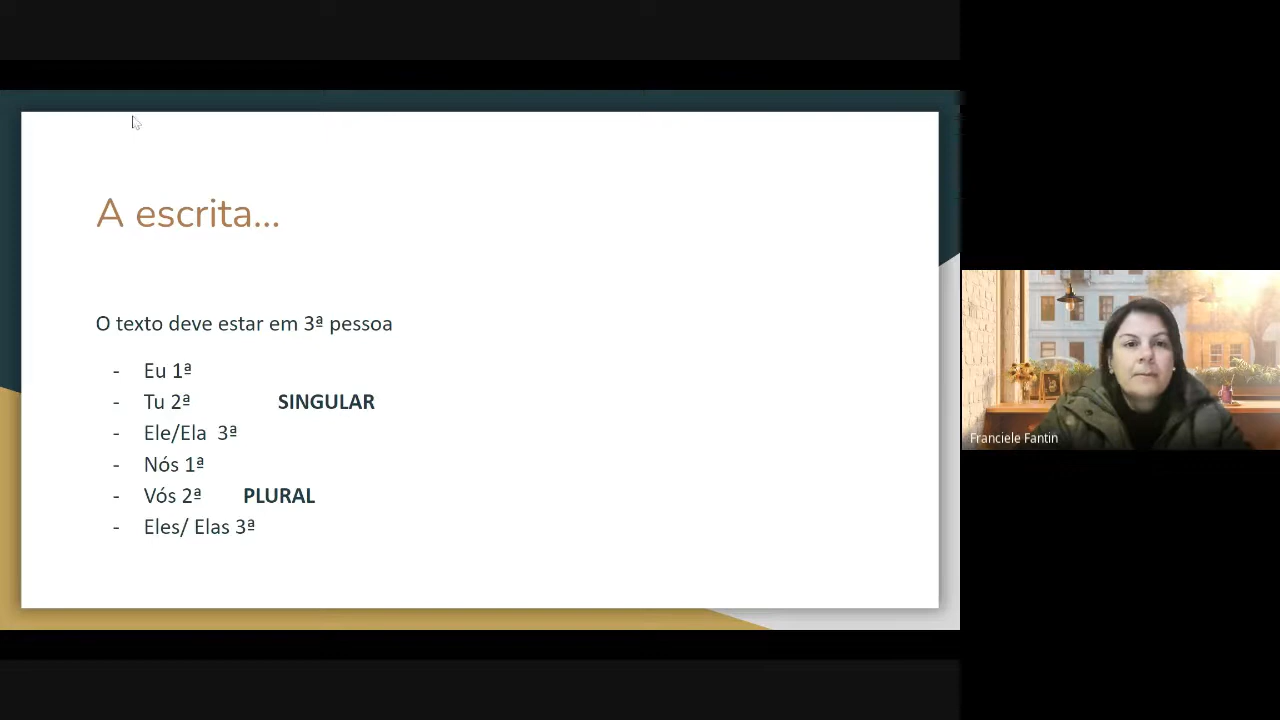 A escrita...
O texto deve estar em 3ª pessoa
- Eu 1ª
- Tu 2ª SINGULAR
- Ele/Ela 3ª
- Nós 1ª
- Vós 2ª PLURAL
- Eles/ Elas 3ª
Franciele Fantin